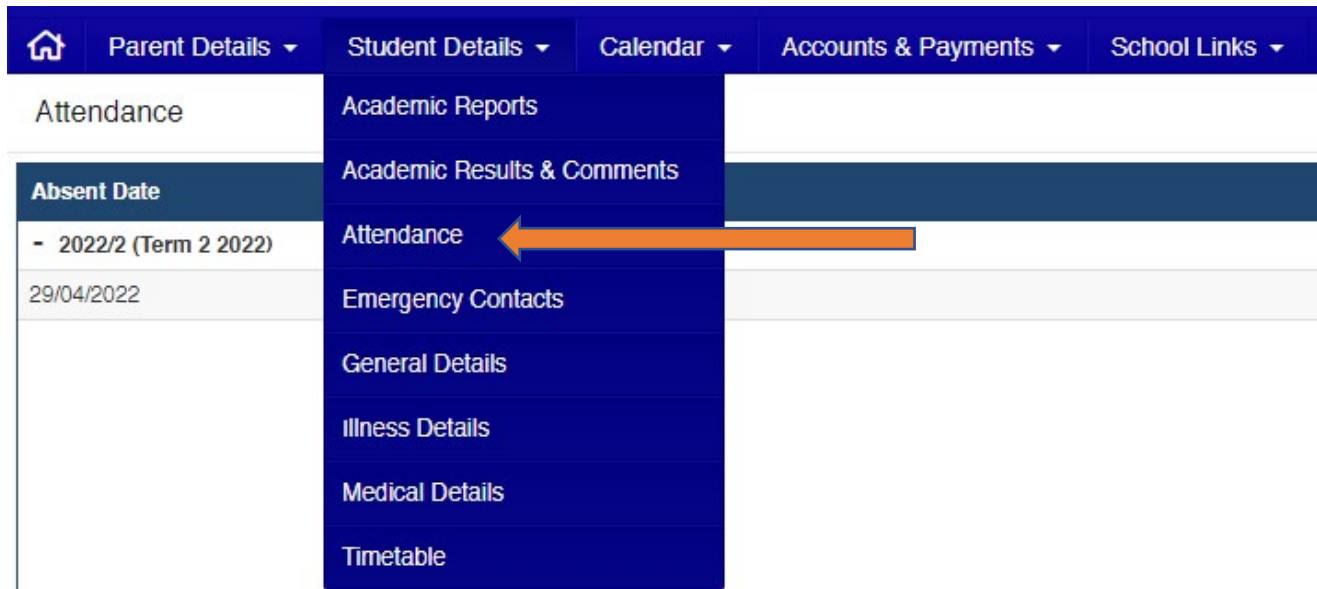 Parent Details Student Details Calendar Accounts & Payments School Links
Attendance
Absent Date
- 2022/2 (Term 2 2022)
29/04/2022
Academic Reports
Academic Results & Comments
Attendance
Emergency Contacts
General Details
Illness Details
Medical Details
Timetable